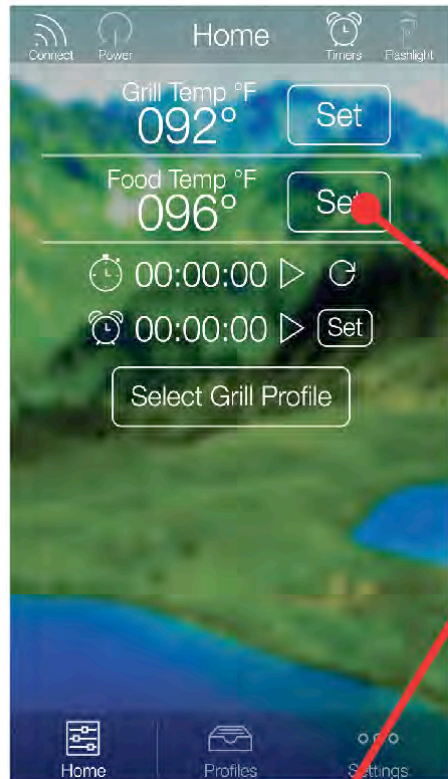 Home
Connect Power Timers Flashlight
Grill Temp °F
092° Set
Food Temp °F
096° Set
00:00:00
00:00:00 Set
Select Grill Profile
Home Profiles Settings